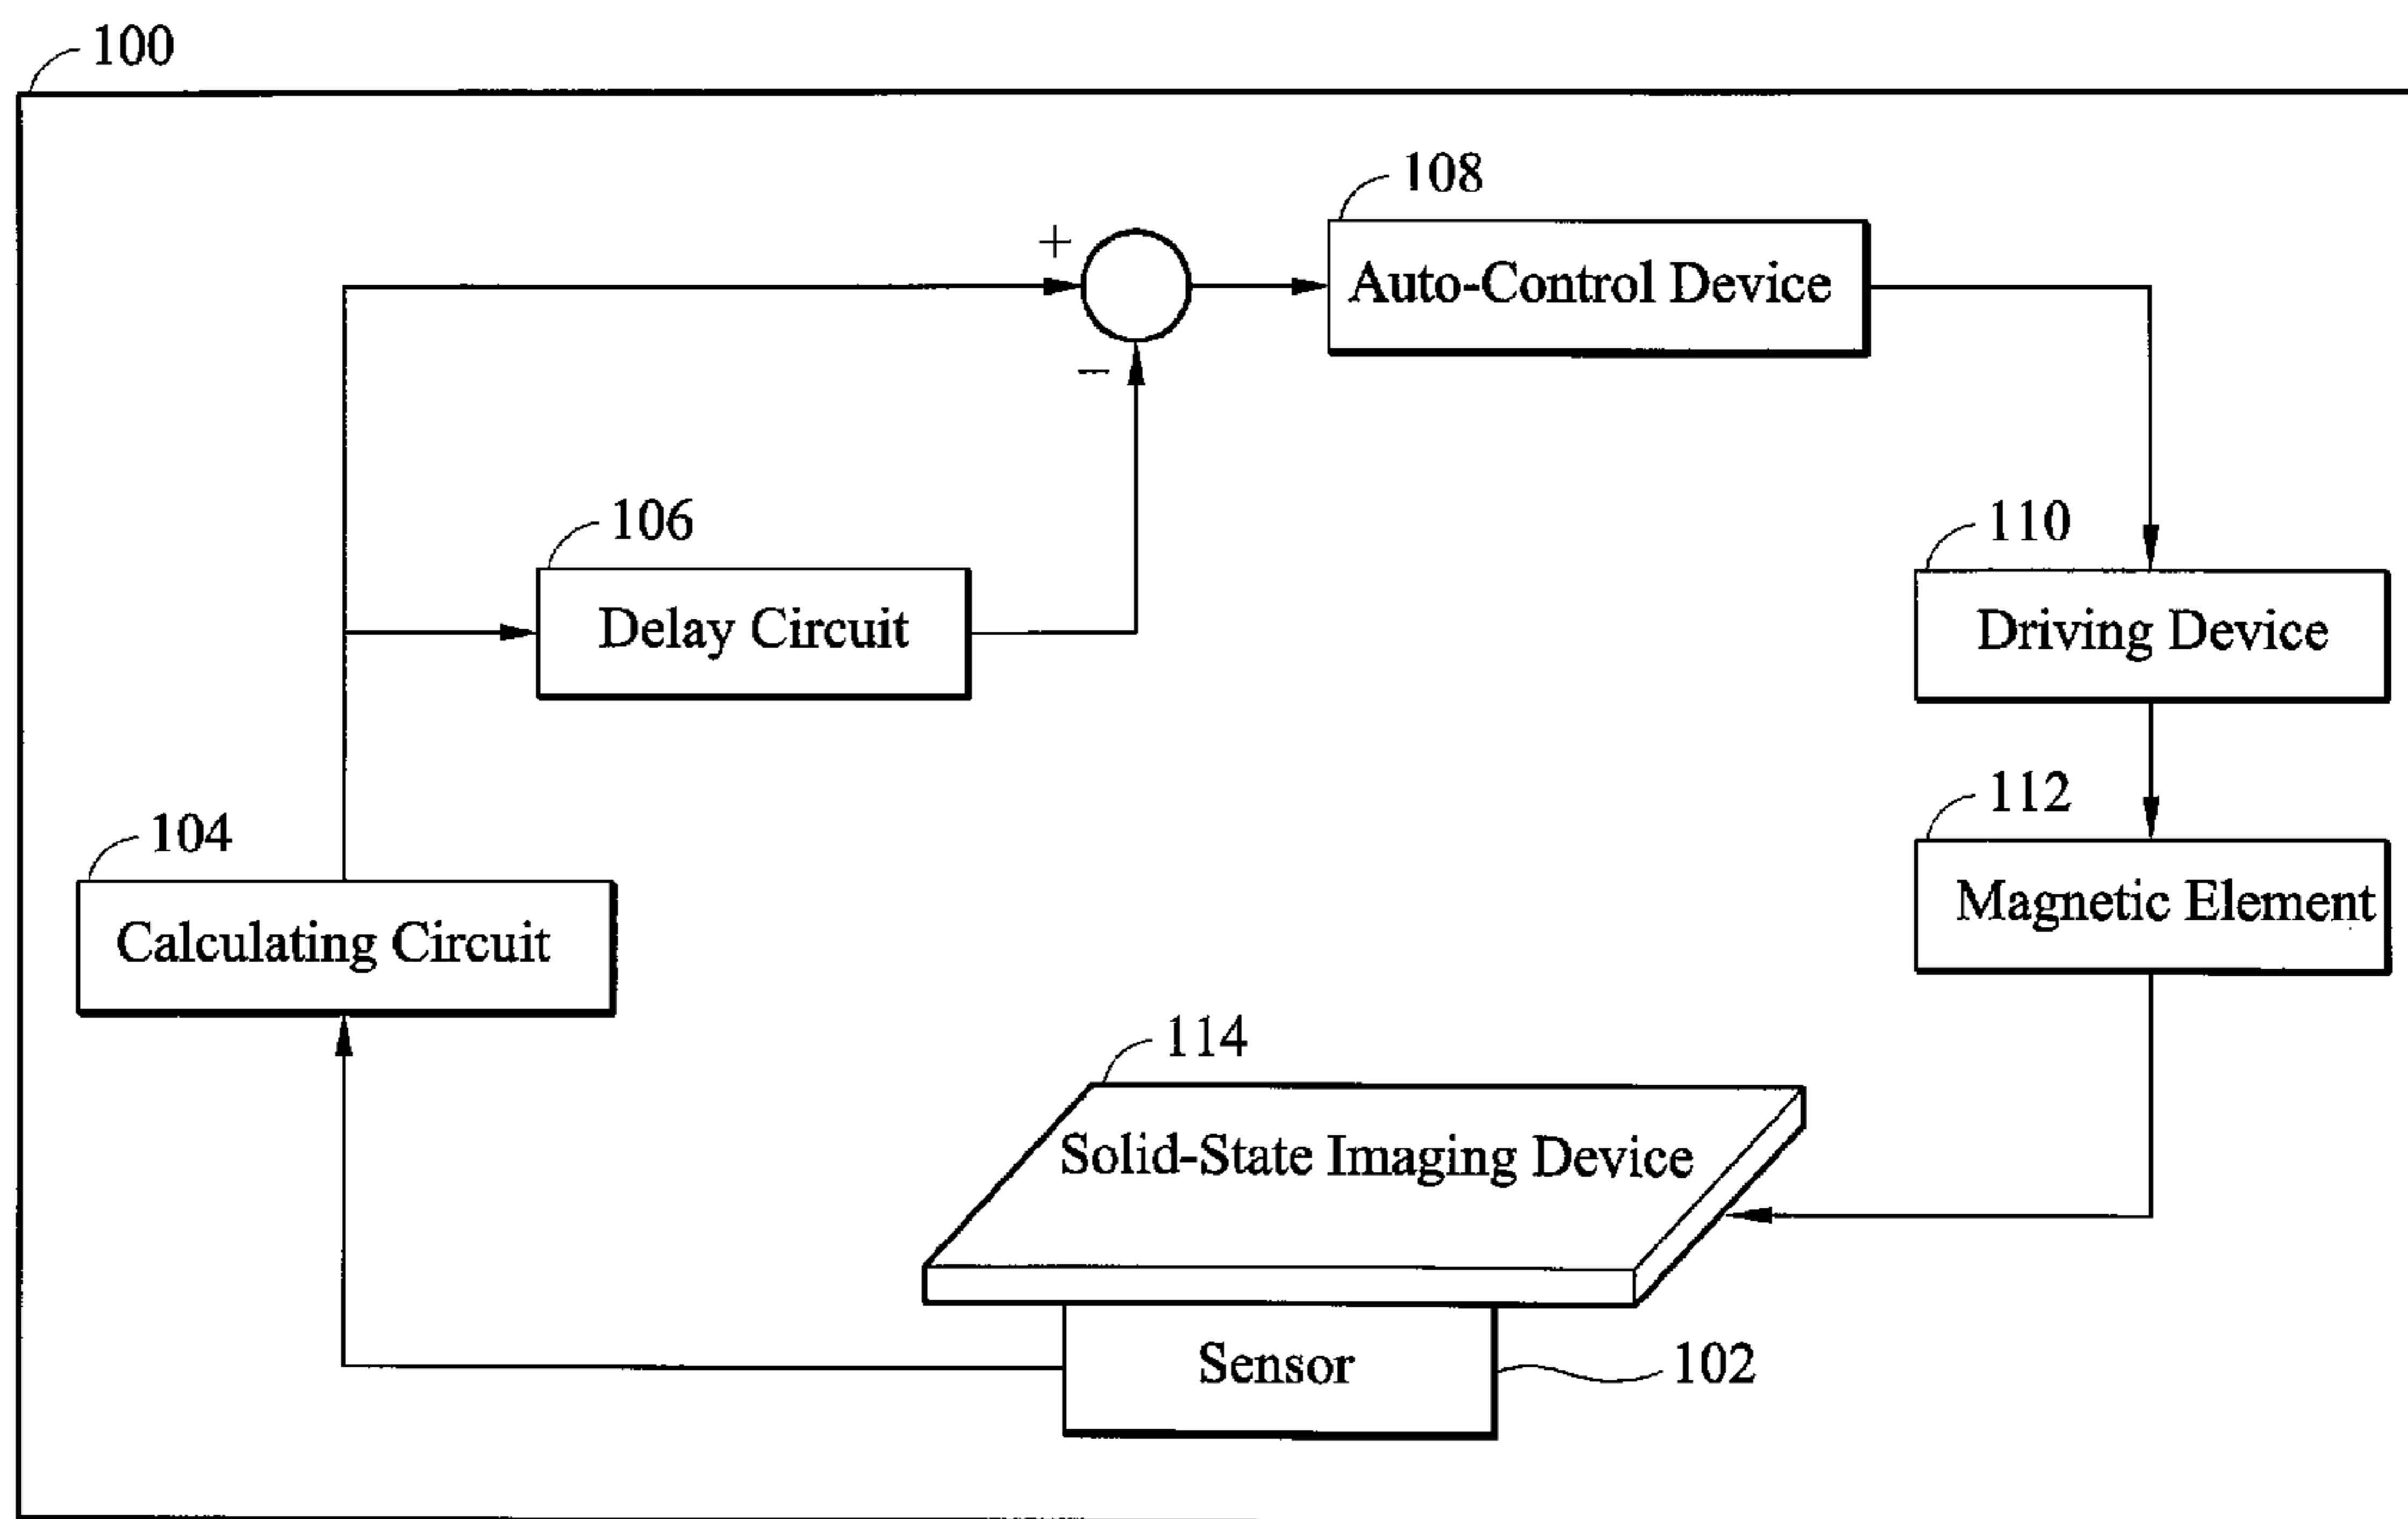 100
108
+
Auto-Control Device
−
106
110
Delay Circuit
Driving Device
112
104
Magnetic Element
Calculating Circuit
114
Solid-State Imaging Device
Sensor
102